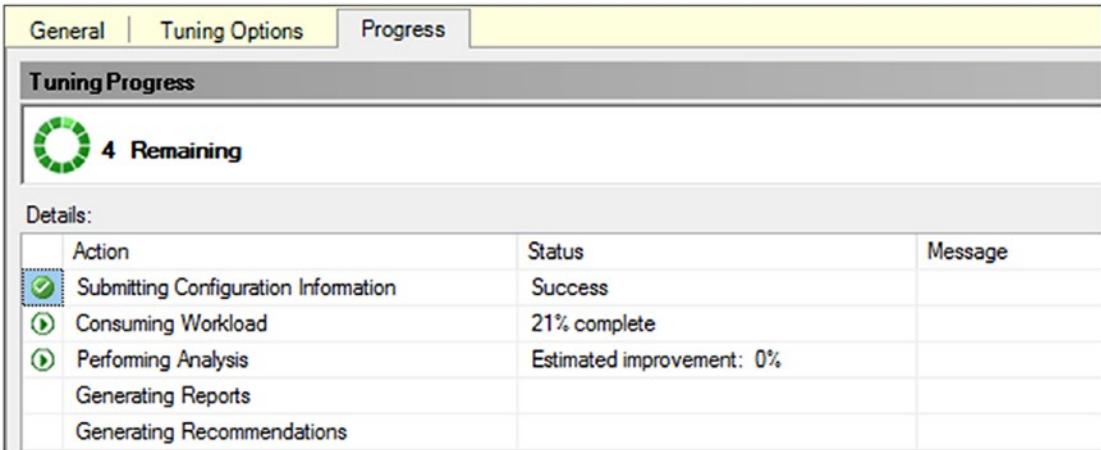 General Tuning Options Progress
Tuning Progress
4 Remaining
Details:
Action Status Message
Submitting Configuration Information Success
Consuming Workload 21% complete
Performing Analysis Estimated improvement: 0%
Generating Reports
Generating Recommendations